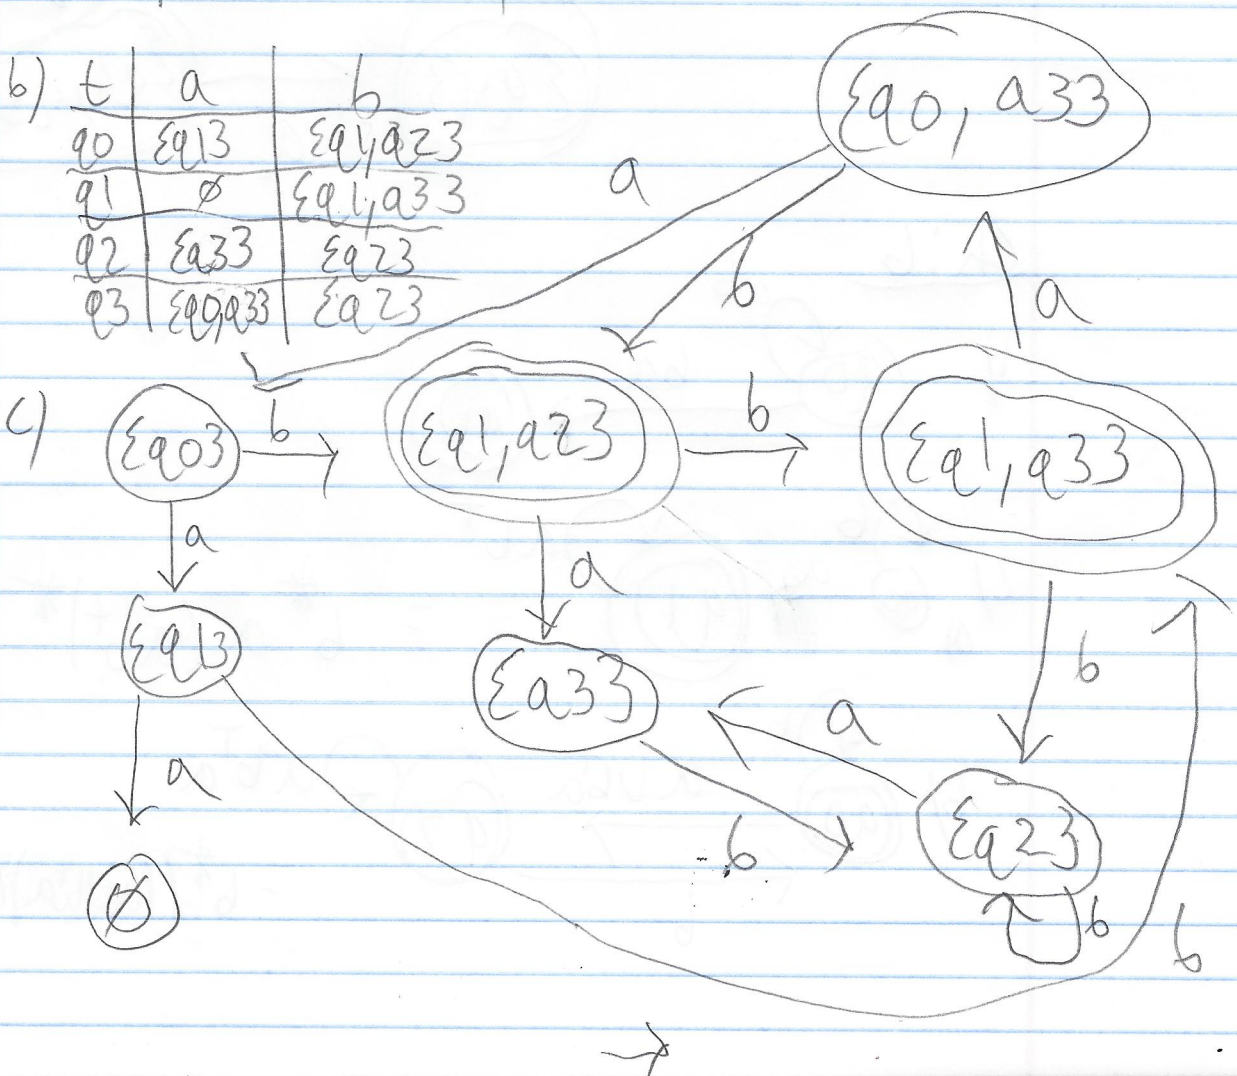 b) t a b
q0 {q1} {q1,q2}
q1 ∅ {q1,q3}
q2 {q3} {q2}
q3 {q0,q3} {q2}
{q0, q3}
a
b
a
c) {q0} b {q1,q2} b {q1,q3}
a
a
b
{q1} {q3}
a
a
b
{q2}
∅
b
b